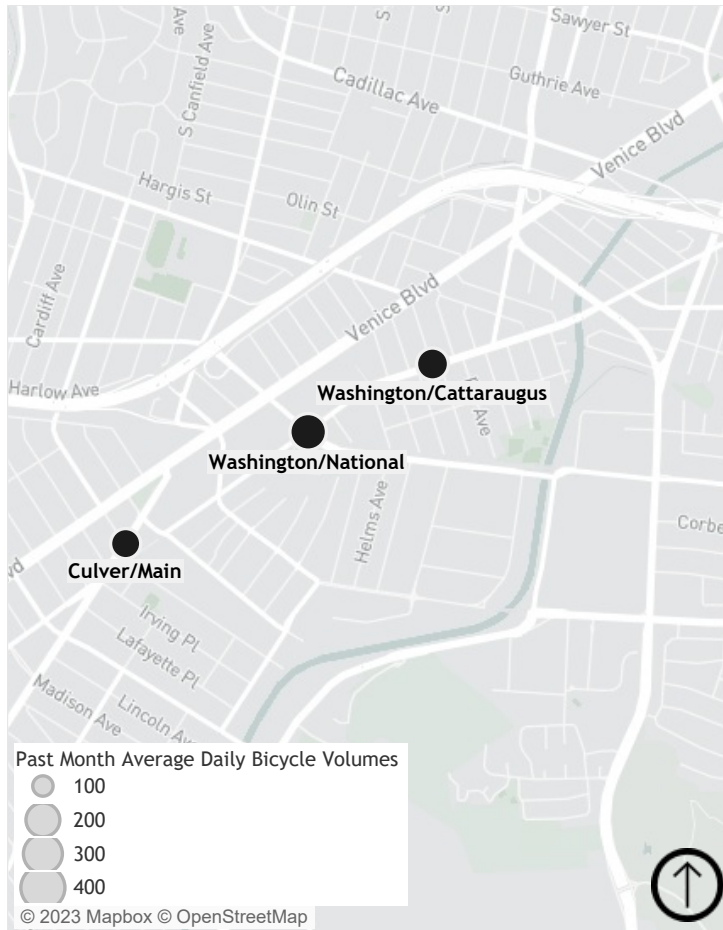 Sawyer St
Ave
S Canfield Ave
Cadillac Ave
Guthrie Ave
Venice Blvd
Hargis St
Olin St
Cardiff Ave
Venice Blvd
Harlow Ave
Washington/Cattaraugus
Ave
Washington/National
Helms Ave
Corbe
vd
Culver/Main
Irving Pl
Lafayette Pl
Madison Ave
Lincoln Av
Past Month Average Daily Bicycle Volumes
100
200
300
400
© 2023 Mapbox © OpenStreetMap